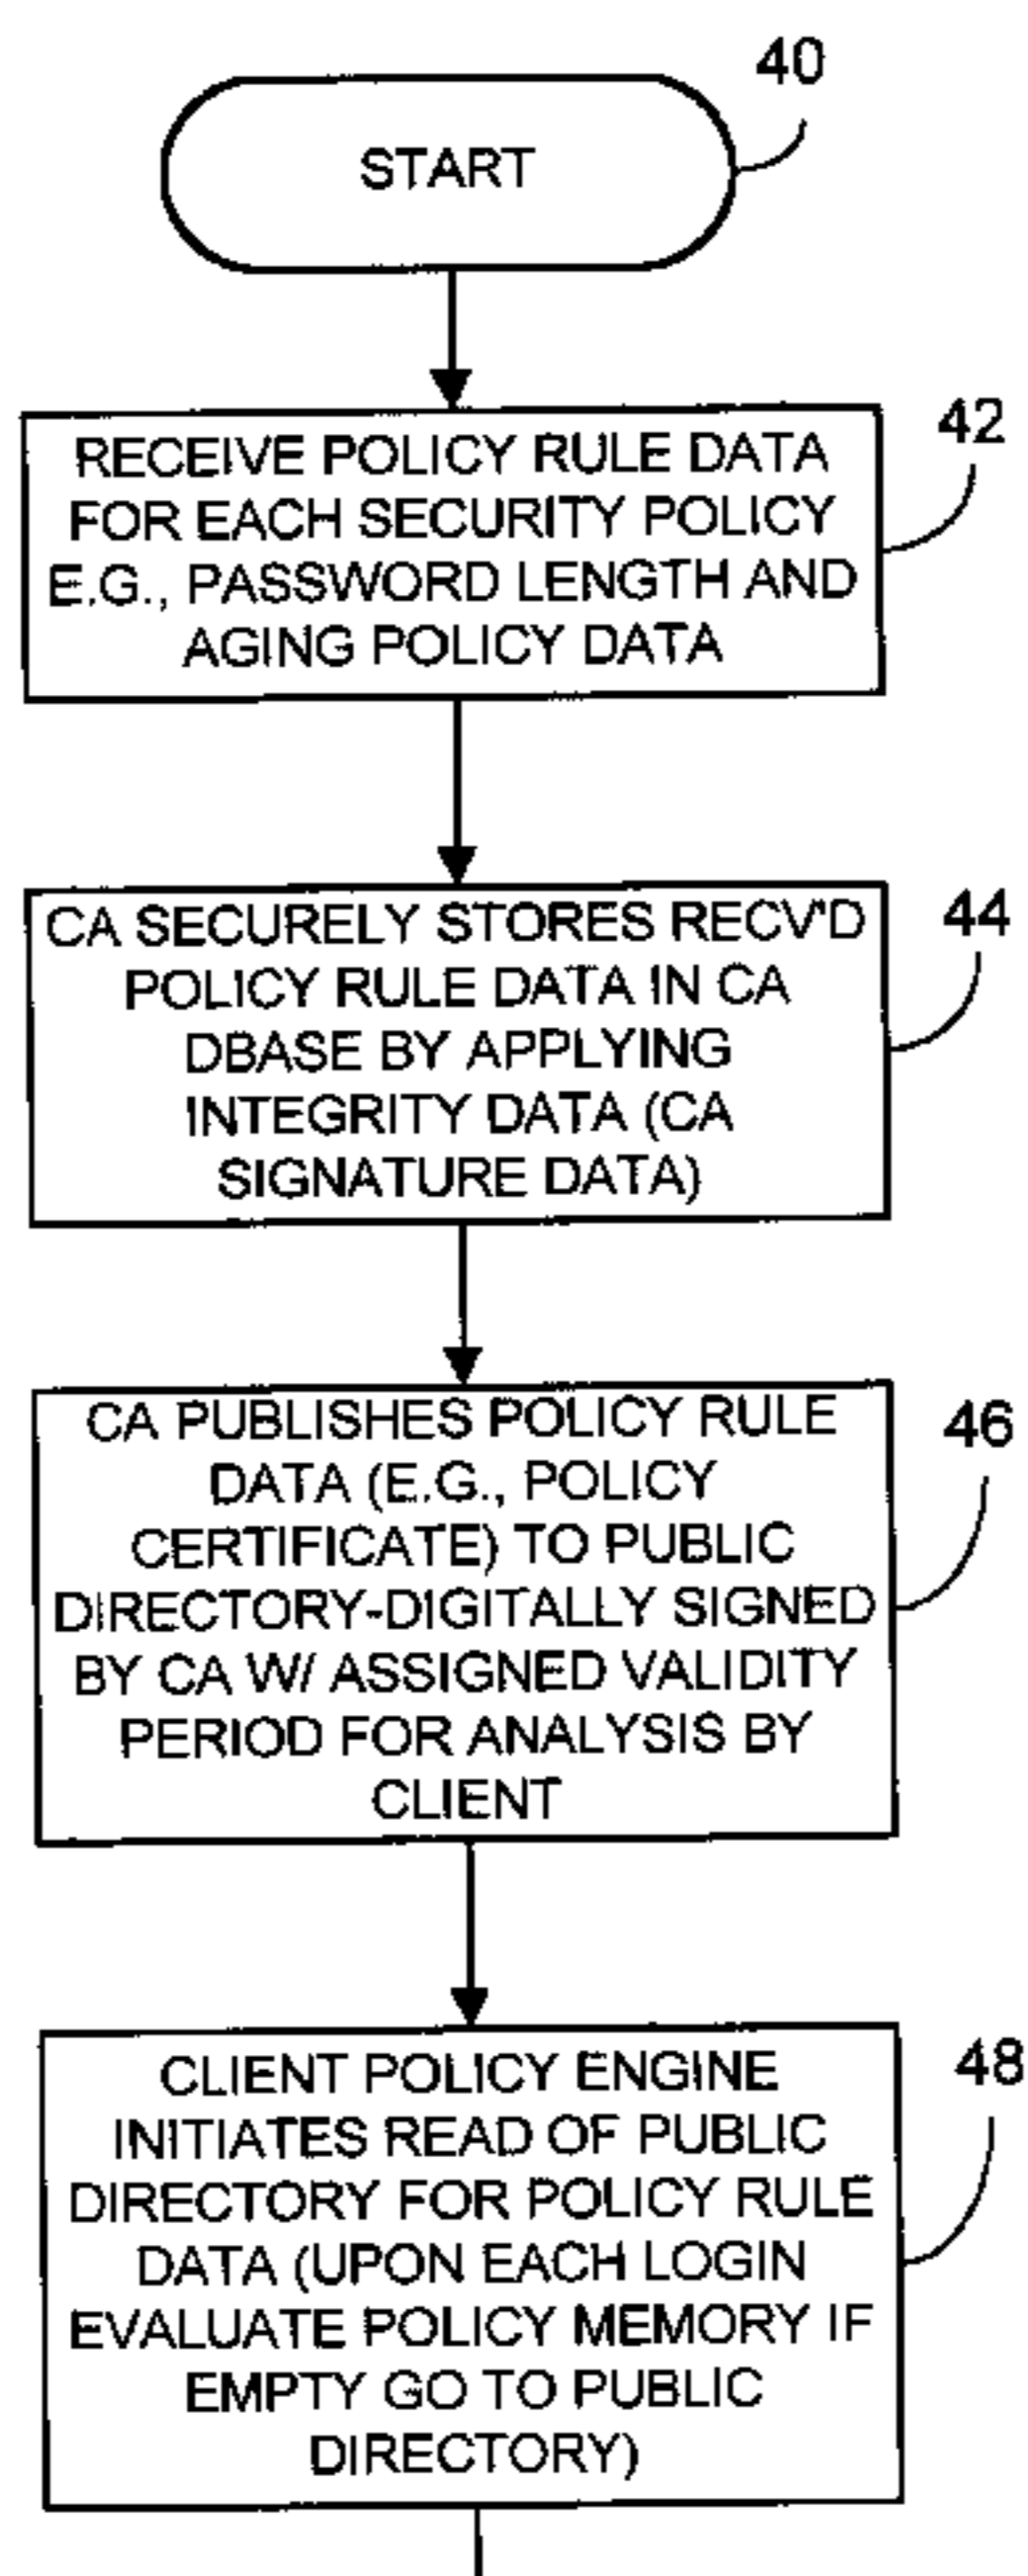 40
START
42
RECEIVE POLICY RULE DATA
FOR EACH SECURITY POLICY
E.G., PASSWORD LENGTH AND
AGING POLICY DATA
44
CA SECURELY STORES RECV'D
POLICY RULE DATA IN CA
DBASE BY APPLYING
INTEGRITY DATA (CA
SIGNATURE DATA)
46
CA PUBLISHES POLICY RULE
DATA (E.G., POLICY
CERTIFICATE) TO PUBLIC
DIRECTORY-DIGITALLY SIGNED
BY CA W/ ASSIGNED VALIDITY
PERIOD FOR ANALYSIS BY
CLIENT
48
CLIENT POLICY ENGINE
INITIATES READ OF PUBLIC
DIRECTORY FOR POLICY RULE
DATA (UPON EACH LOGIN
EVALUATE POLICY MEMORY IF
EMPTY GO TO PUBLIC
DIRECTORY)